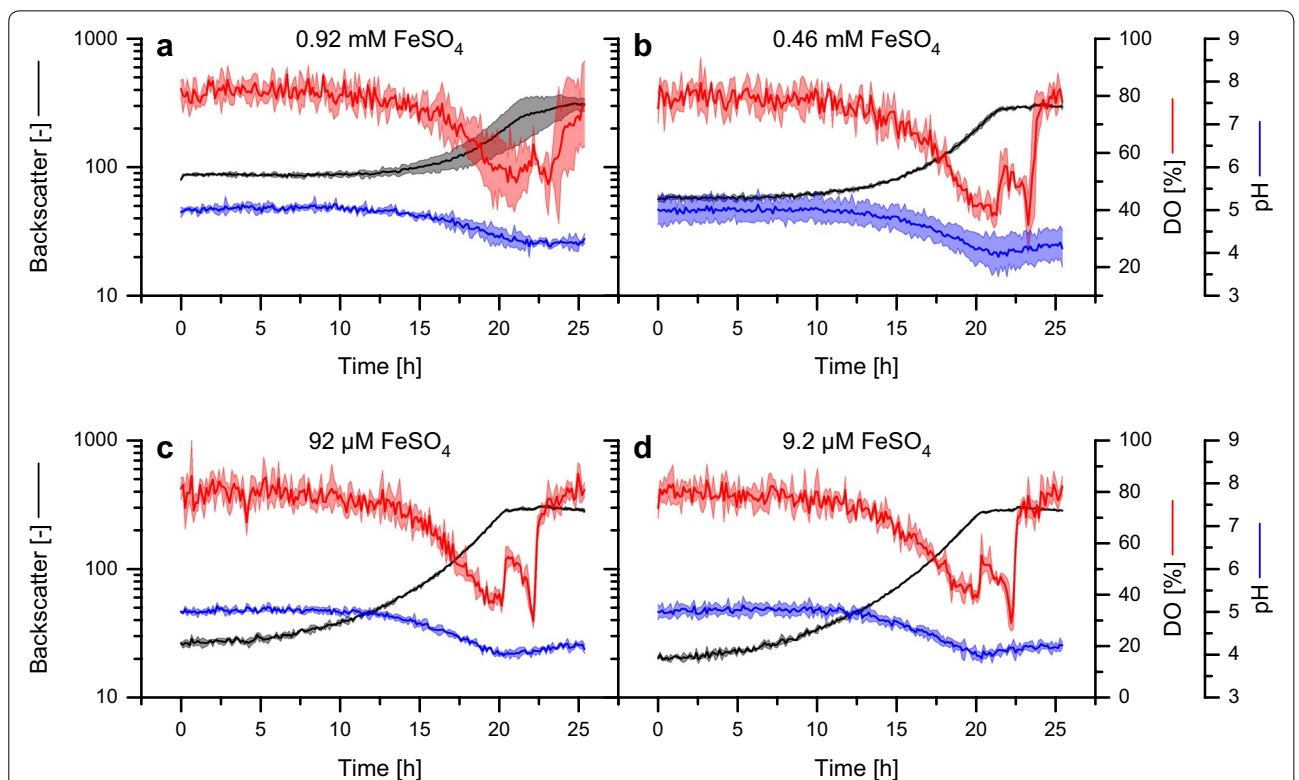 a 0.92 mM FeSO4
b 0.46 mM FeSO4
1000
100
10
Backscatter [-]
0 5 10 15 20 25
Time [h]
0 5 10 15 20 25
Time [h]
100
80
60
40
20
DO [%]
9
8
7
6
5
4
3
pH
c 92 µM FeSO4
d 9.2 µM FeSO4
1000
100
10
Backscatter [-]
0 5 10 15 20 25
Time [h]
0 5 10 15 20 25
Time [h]
100
80
60
40
20
0
DO [%]
9
8
7
6
5
4
3
pH